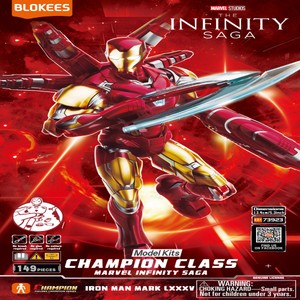 BLOKEES
MARVEL STUDIOS
THE
INFINITY
SAGA
73923
149 PIECES
Model Kits
CHAMPION CLASS
MARVEL INFINITY SAGA
CHAMPION
IRON MAN MARK LXXXV
WARNING:
CHOKING HAZARD—Small parts.
Not for children under 3 years.